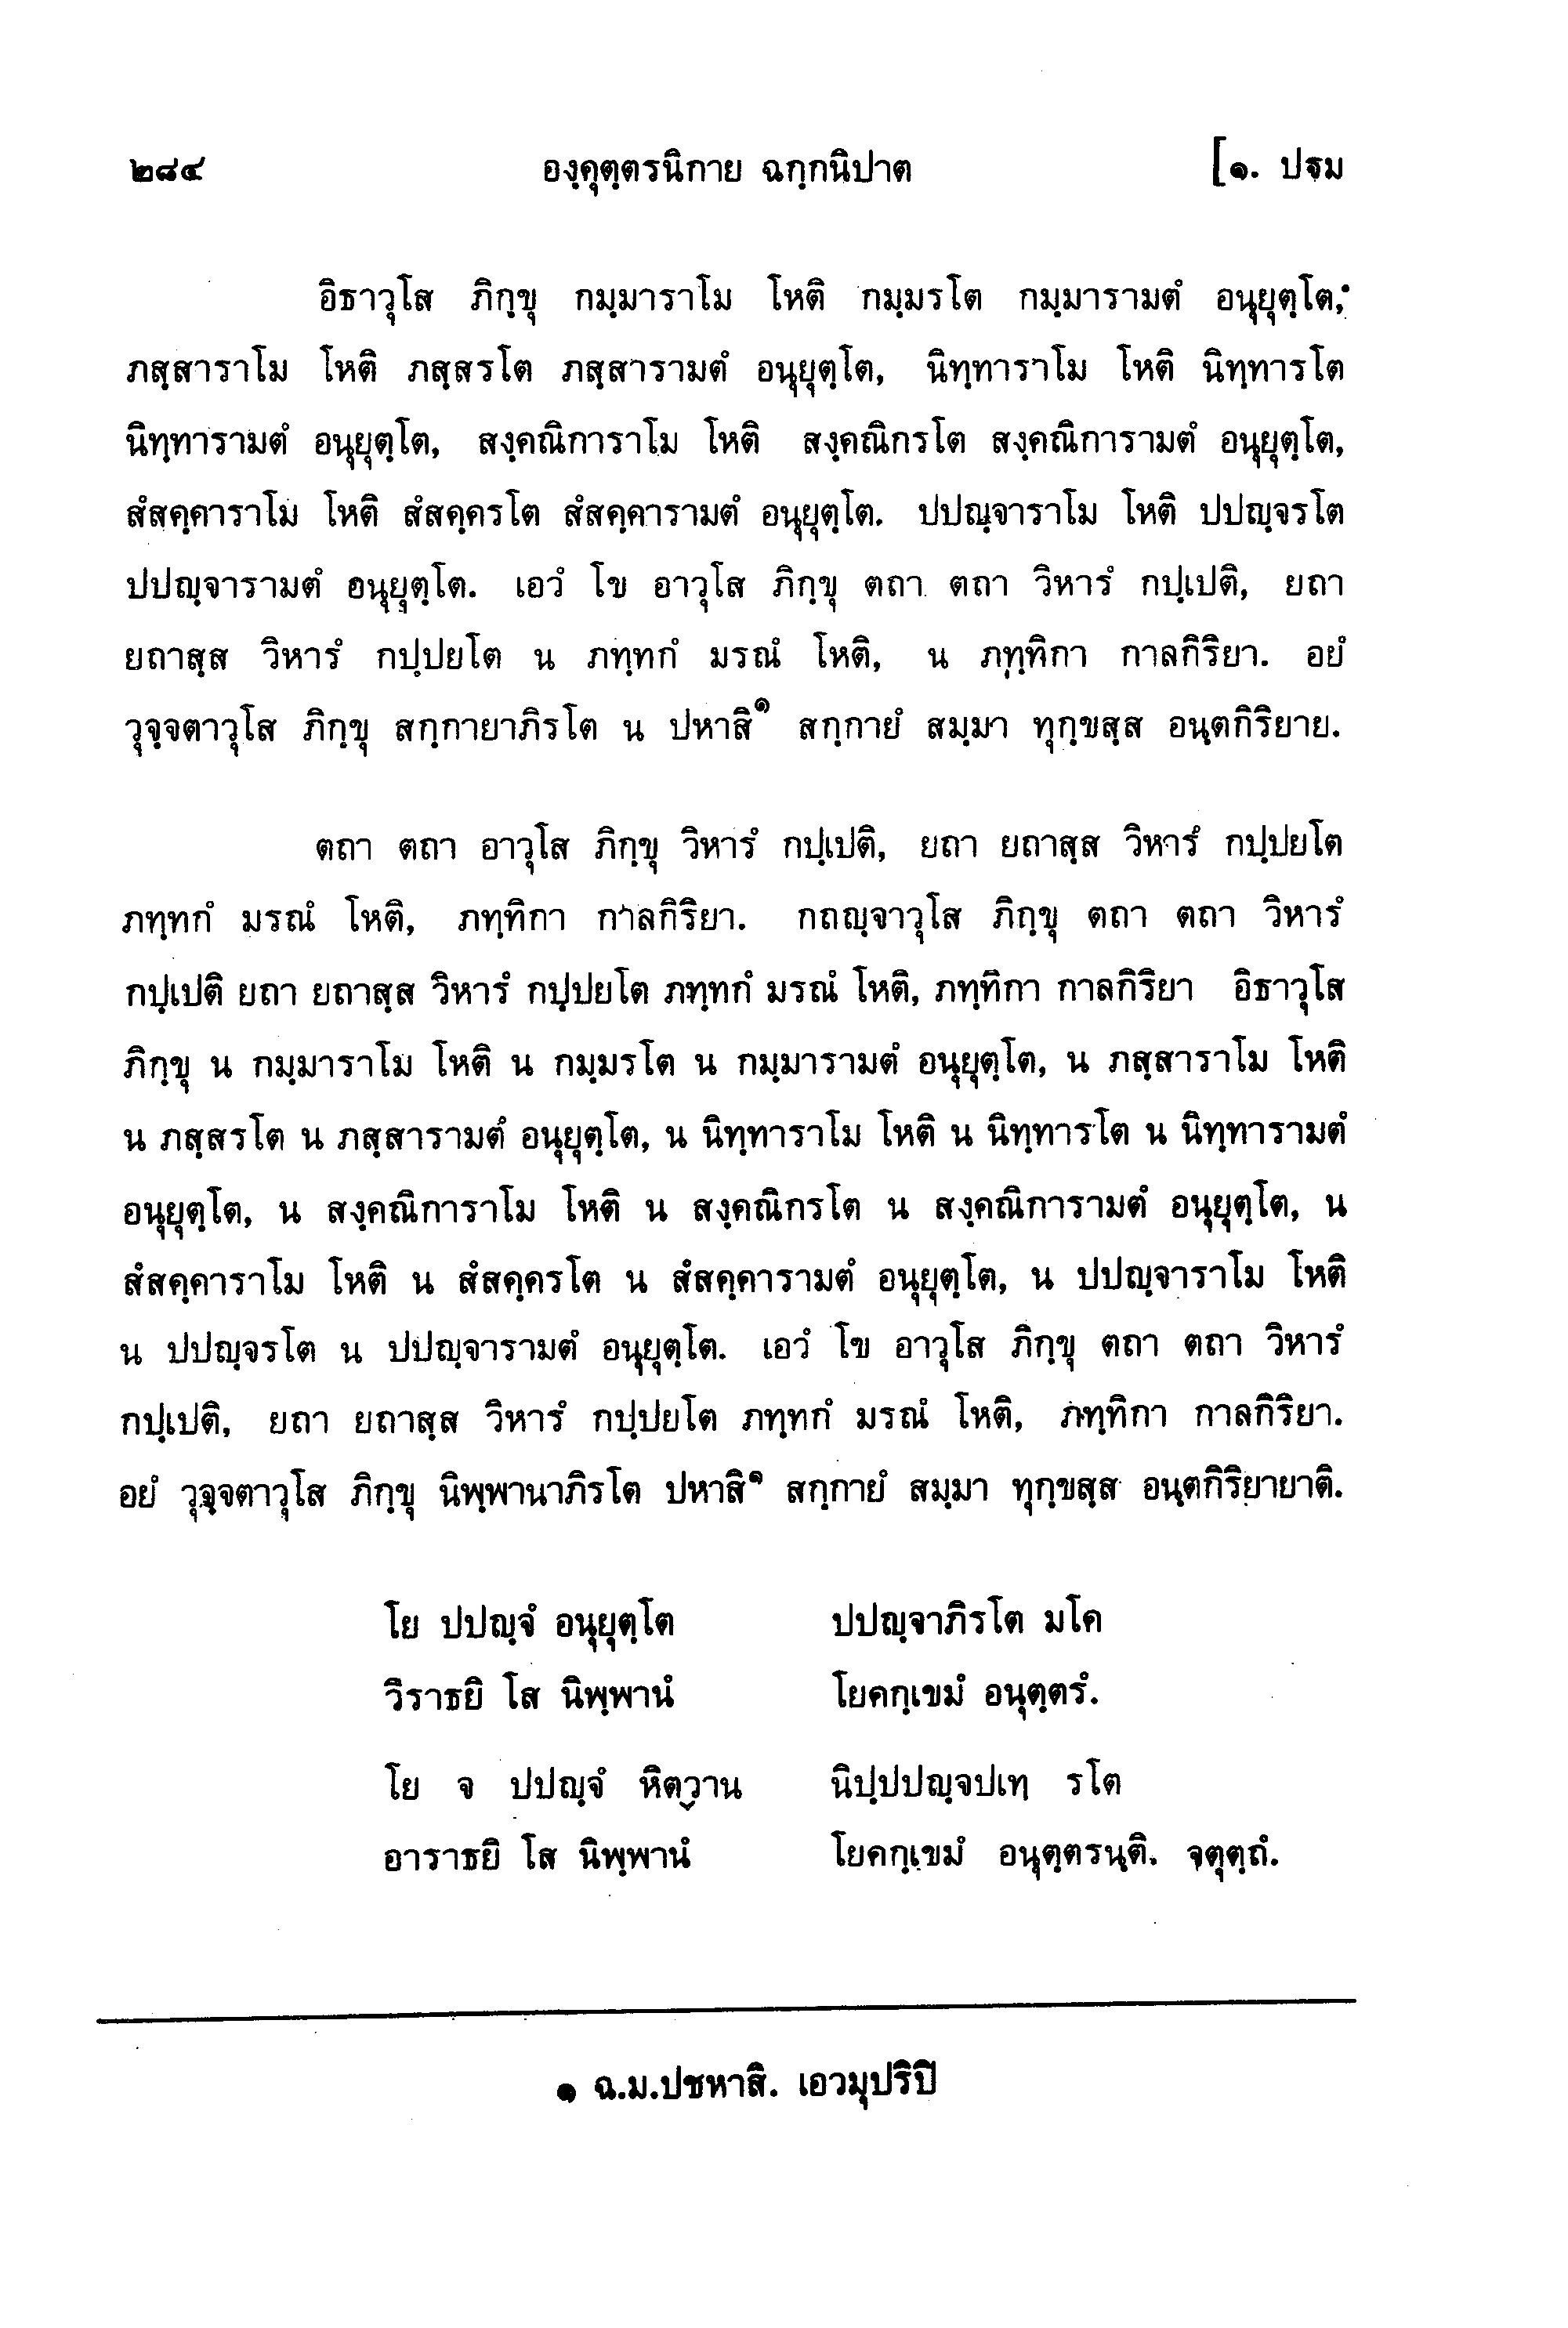 ๒๘๔ องฺคุตฺตรนิกาย ฉกฺกนิปาต [๑. ปฐม
อิธาวุโส ภิกฺขุ กมฺมาราโม โหติ กมฺมรโต กมฺมารามตํ อนุยุตฺโต,
ภสฺสาราโม โหติ ภสฺสรโต ภสฺสารามตํ อนุยุตฺโต, นิทฺทาราโม โหติ นิทฺทารโต
นิทฺทารามตํ อนุยุตฺโต, สงฺคณิการาโม โหติ สงฺคณิกรโต สงฺคณิการามตํ อนุยุตฺโต,
สํสคฺคาราโม โหติ สํสคฺครโต สํสคฺคารามตํ อนุยุตฺโต. ปปญฺจาราโม โหติ ปปญฺจรโต
ปปญฺจารามตํ อนุยุตฺโต. เอวํ โข อาวุโส ภิกฺขุ ตถา ตถา วิหารํ กปฺเปติ, ยถา
ยถาสฺส วิหารํ กปฺปยโต น ภทฺทกํ มรณํ โหติ, น ภทฺทิกา กาลกิริยา. อยํ
วุจฺจตาวุโส ภิกฺขุ สกฺกายาภิรโต น ปหาสิ๑ สกฺกายํ สมฺมา ทุกฺขสฺส อนฺตกิริยาย.
ตถา ตถา อาวุโส ภิกฺขุ วิหารํ กปฺเปติ, ยถา ยถาสฺส วิหารํ กปฺปยโต
ภทฺทกํ มรณํ โหติ, ภทฺทิกา กาลกิริยา. กถญฺจาวุโส ภิกฺขุ ตถา ตถา วิหารํ
กปฺเปติ ยถา ยถาสฺส วิหารํ กปฺปยโต ภทฺทกํ มรณํ โหติ, ภทฺทิกา กาลกิริยา อิธาวุโส
ภิกฺขุ น กมฺมาราโม โหติ น กมฺมรโต น กมฺมารามตํ อนุยุตฺโต, น ภสฺสาราโม โหติ
น ภสฺสรโต น ภสฺสารามตํ อนุยุตฺโต, น นิทฺทาราโม โหติ น นิทฺทารโต น นิทฺทารามตํ
อนุยุตฺโต, น สงฺคณิการาโม โหติ น สงฺคณิกรโต น สงฺคณิการามตํ อนุยุตฺโต, น
สํสคฺคาราโม โหติ น สํสคฺครโต น สํสคฺคารามตํ อนุยุตฺโต, น ปปญฺจาราโม โหติ
น ปปญฺจรโต น ปปญฺจารามตํ อนุยุตฺโต. เอวํ โข อาวุโส ภิกฺขุ ตถา ตถา วิหารํ
กปฺเปติ, ยถา ยถาสฺส วิหารํ กปฺปยโต ภทฺทกํ มรณํ โหติ, ภทฺทิกา กาลกิริยา.
อยํ วุจฺจตาวุโส ภิกฺขุ นิพฺพานาภิรโต ปหาสิ๑ สกฺกายํ สมฺมา ทุกฺขสฺส อนฺตกิริยายาติ.
โย ปปญฺจํ อนุยุตฺโต ปปญฺจาภิรโต มโค
วิราธยิ โส นิพฺพานํ โยคกฺเขมํ อนุตฺตรํ.
โย จ ปปญฺจํ หิตฺวาน นิปฺปปญฺจปเท รโต
อาราธยิ โส นิพฺพานํ โยคกฺเขมํ อนุตฺตรนฺติ. จตุตฺถํ.
๑ ฉ.ม.ปชหาสิ. เอวมุปริปิ